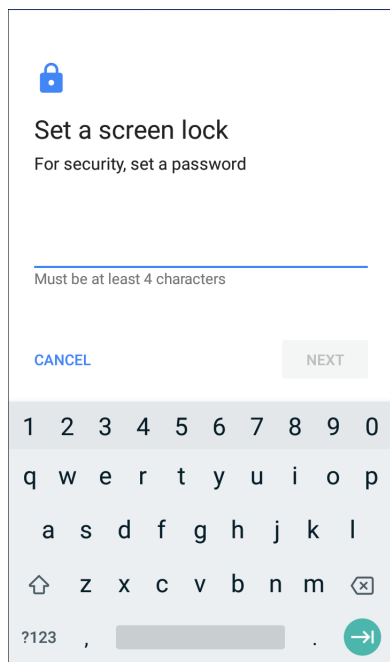 Set a screen lock
For security, set a password
Must be at least 4 characters
CANCEL NEXT
1 2 3 4 5 6 7 8 9 0
q w e r t y u i o p
a s d f g h j k l
z x c v b n m
?123 , .